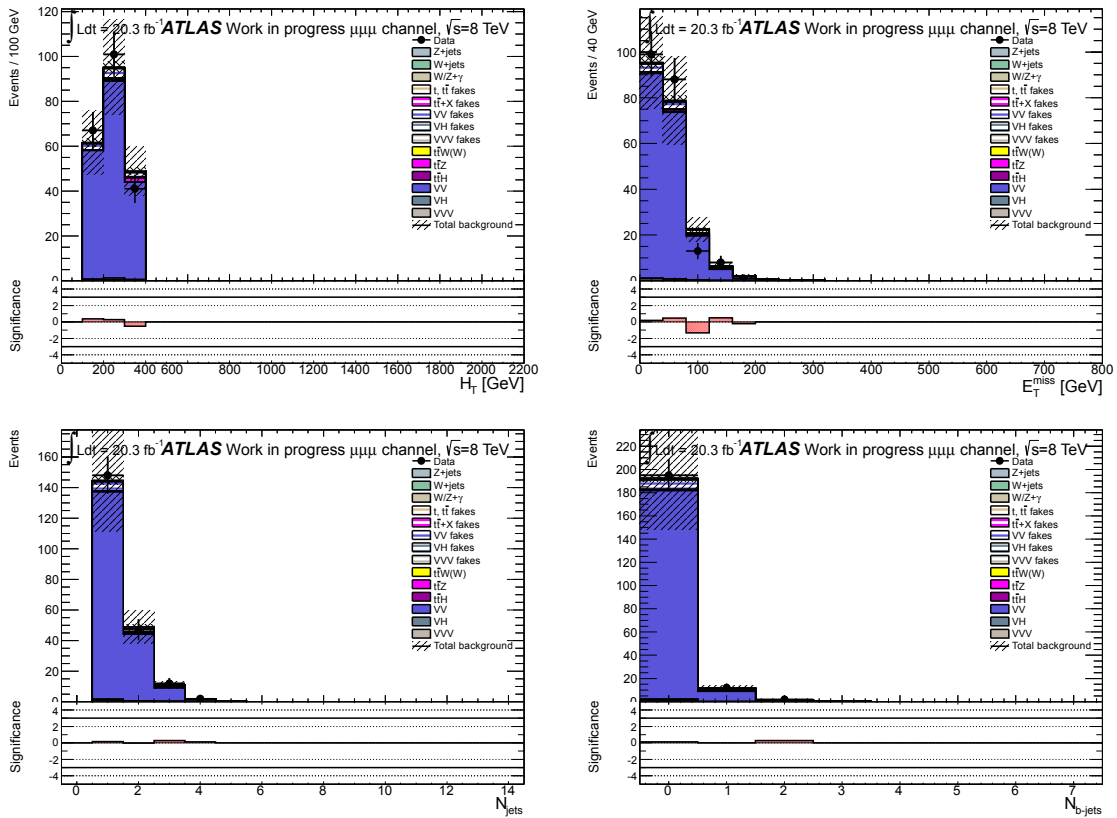 ∫ Ldt = 20.3 fb⁻¹ ATLAS Work in progress μμμ channel, √s=8 TeV
Events / 100 GeV
120
100
80
60
40
20
0
Data
Z+jets
W+jets
W/Z+γ
t, tt̄ fakes
tt̄+X fakes
VV fakes
VH fakes
VVV fakes
tt̄W(W)
tt̄Z
tt̄H
VV
VH
VVV
Total background
Significance
4
2
0
-2
-4
0 200 400 600 800 1000 1200 1400 1600 1800 2000 2200
H_T [GeV]
∫ Ldt = 20.3 fb⁻¹ ATLAS Work in progress μμμ channel, √s=8 TeV
Events / 40 GeV
100
80
60
40
20
0
Data
Z+jets
W+jets
W/Z+γ
t, tt̄ fakes
tt̄+X fakes
VV fakes
VH fakes
VVV fakes
tt̄W(W)
tt̄Z
tt̄H
VV
VH
VVV
Total background
Significance
4
2
0
-2
-4
0 100 200 300 400 500 600 700 800
E_T^miss [GeV]
∫ Ldt = 20.3 fb⁻¹ ATLAS Work in progress μμμ channel, √s=8 TeV
Events
160
140
120
100
80
60
40
20
0
Data
Z+jets
W+jets
W/Z+γ
t, tt̄ fakes
tt̄+X fakes
VV fakes
VH fakes
VVV fakes
tt̄W(W)
tt̄Z
tt̄H
VV
VH
VVV
Total background
Significance
4
2
0
-2
-4
0 2 4 6 8 10 12 14
N_jets
∫ Ldt = 20.3 fb⁻¹ ATLAS Work in progress μμμ channel, √s=8 TeV
Events
220
200
180
160
140
120
100
80
60
40
20
0
Data
Z+jets
W+jets
W/Z+γ
t, tt̄ fakes
tt̄+X fakes
VV fakes
VH fakes
VVV fakes
tt̄W(W)
tt̄Z
tt̄H
VV
VH
VVV
Total background
Significance
4
2
0
-2
-4
0 1 2 3 4 5 6 7
N_b-jets